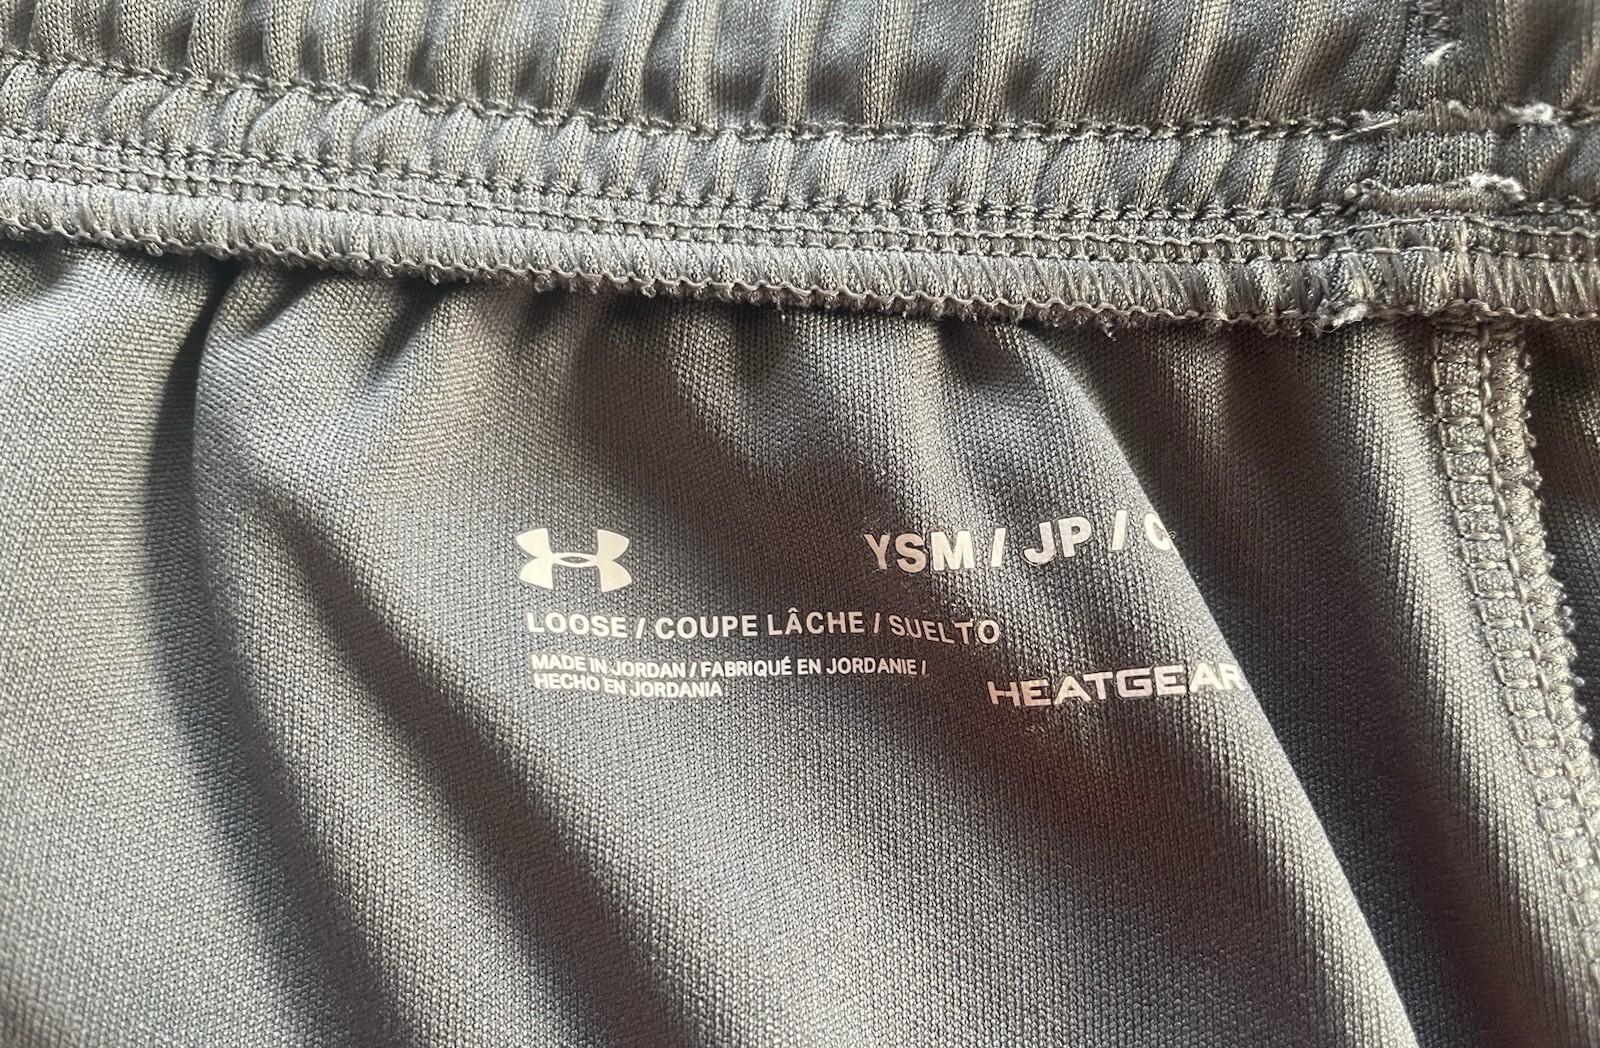 YSM / JP /
LOOSE / COUPE LÂCHE / SUELTO
MADE IN JORDAN / FABRIQUÉ EN JORDANIE /
HECHO EN JORDANIA
HEATGEAR